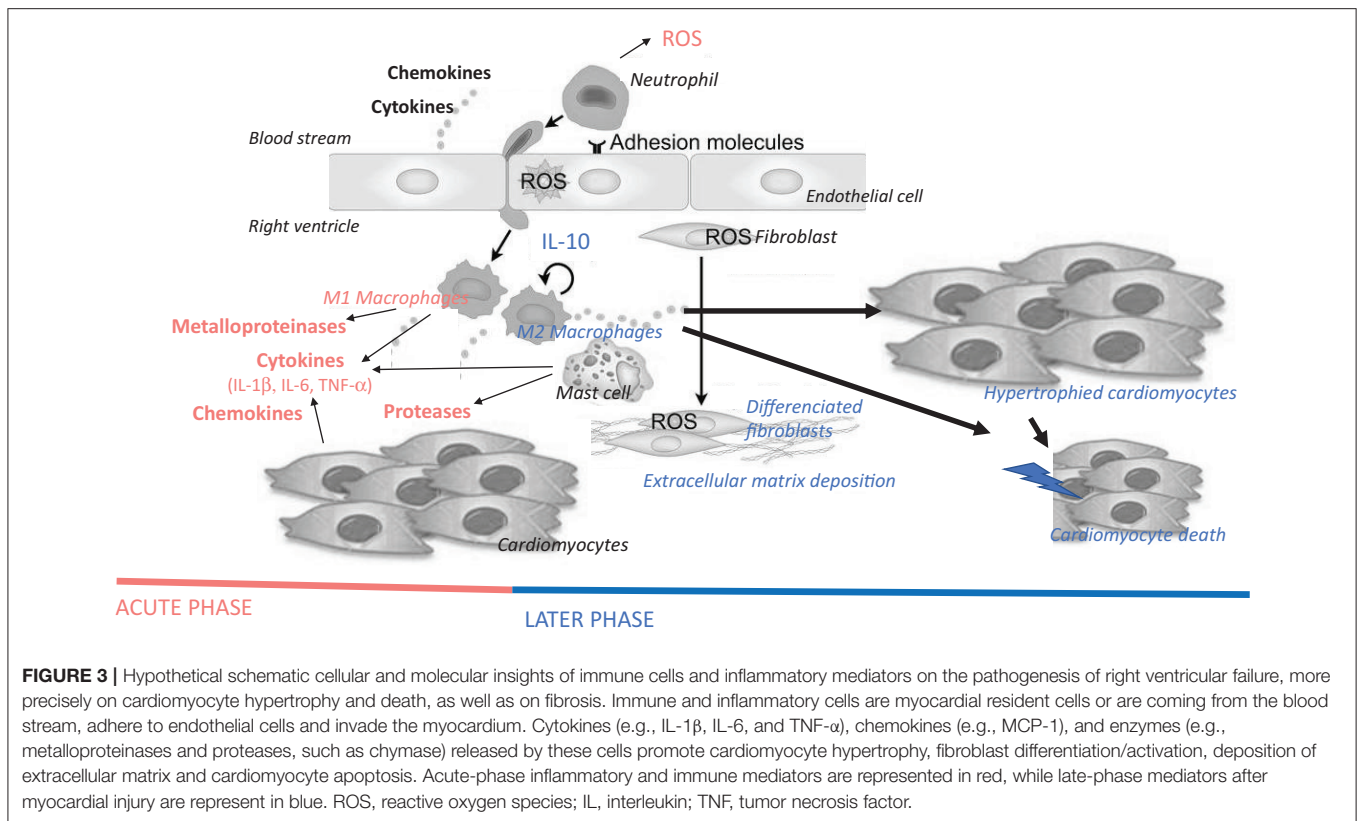 ROS
Chemokines
Neutrophil
Cytokines
Blood stream
Adhesion molecules
ROS
Endothelial cell
Right ventricle
IL-10
ROS Fibroblast
M1 Macrophages
Metalloproteinases
M2 Macrophages
Cytokines
(IL-1β, IL-6, TNF-α)
Mast cell
Chemokines
Proteases
Hypertrophied cardiomyocytes
ROS
Differenciated
fibroblasts
Extracellular matrix deposition
Cardiomyocyte death
Cardiomyocytes
ACUTE PHASE
LATER PHASE
FIGURE 3 | Hypothetical schematic cellular and molecular insights of immune cells and inflammatory mediators on the pathogenesis of right ventricular failure, more
precisely on cardiomyocyte hypertrophy and death, as well as on fibrosis. Immune and inflammatory cells are myocardial resident cells or are coming from the blood
stream, adhere to endothelial cells and invade the myocardium. Cytokines (e.g., IL-1β, IL-6, and TNF-α), chemokines (e.g., MCP-1), and enzymes (e.g.,
metalloproteinases and proteases, such as chymase) released by these cells promote cardiomyocyte hypertrophy, fibroblast differentiation/activation, deposition of
extracellular matrix and cardiomyocyte apoptosis. Acute-phase inflammatory and immune mediators are represented in red, while late-phase mediators after
myocardial injury are represent in blue. ROS, reactive oxygen species; IL, interleukin; TNF, tumor necrosis factor.